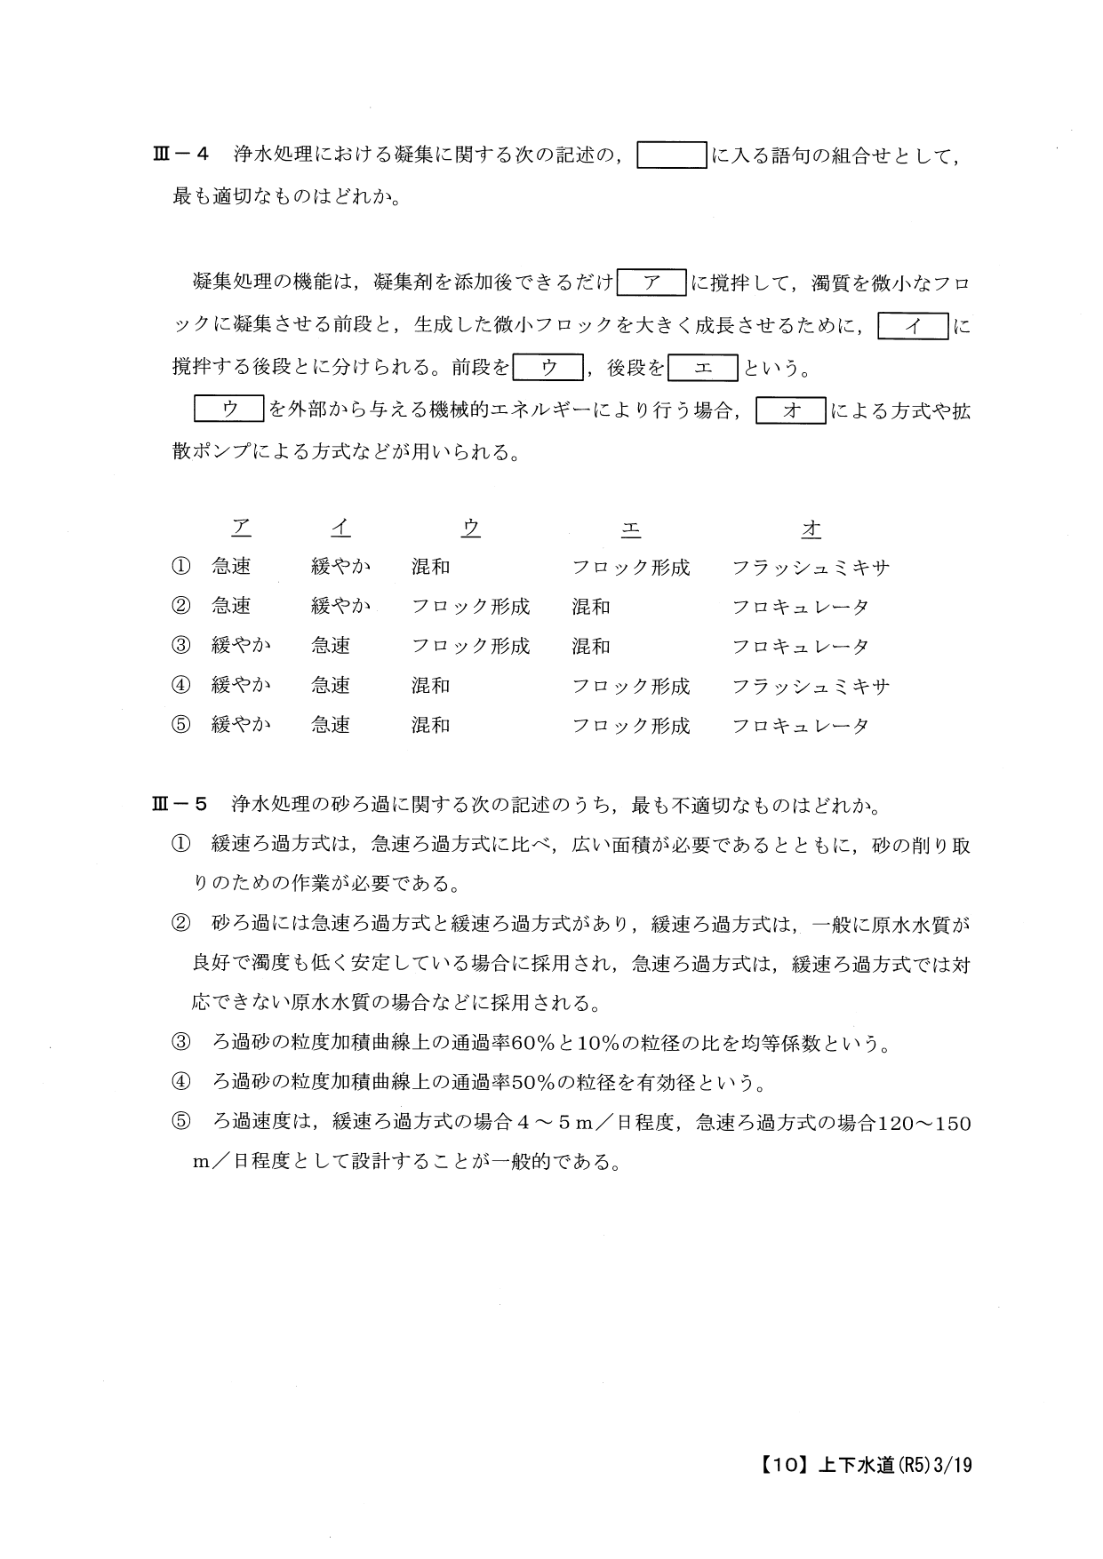 Ⅲ－4　浄水処理における凝集に関する次の記述の，　　　に入る語句の組合せとして，
最も適切なものはどれか。
凝集処理の機能は，凝集剤を添加後できるだけ ア に撹拌して，濁質を微小なフロ
ックに凝集させる前段と，生成した微小フロックを大きく成長させるために， イ に
撹拌する後段とに分けられる。前段を ウ ，後段を エ という。
ウ を外部から与える機械的エネルギーにより行う場合， オ による方式や拡
散ポンプによる方式などが用いられる。
ア　イ　ウ　エ　オ
①　急速　緩やか　混和　フロック形成　フラッシュミキサ
②　急速　緩やか　フロック形成　混和　フロキュレータ
③　緩やか　急速　フロック形成　混和　フロキュレータ
④　緩やか　急速　混和　フロック形成　フラッシュミキサ
⑤　緩やか　急速　混和　フロック形成　フロキュレータ
Ⅲ－5　浄水処理の砂ろ過に関する次の記述のうち，最も不適切なものはどれか。
①　緩速ろ過方式は，急速ろ過方式に比べ，広い面積が必要であるとともに，砂の削り取
りのための作業が必要である。
②　砂ろ過には急速ろ過方式と緩速ろ過方式があり，緩速ろ過方式は，一般に原水水質が
良好で濁度も低く安定している場合に採用され，急速ろ過方式は，緩速ろ過方式では対
応できない原水水質の場合などに採用される。
③　ろ過砂の粒度加積曲線上の通過率60％と10％の粒径の比を均等係数という。
④　ろ過砂の粒度加積曲線上の通過率50％の粒径を有効径という。
⑤　ろ過速度は，緩速ろ過方式の場合4～5m／日程度，急速ろ過方式の場合120～150
m／日程度として設計することが一般的である。
【10】上下水道(R5)3/19